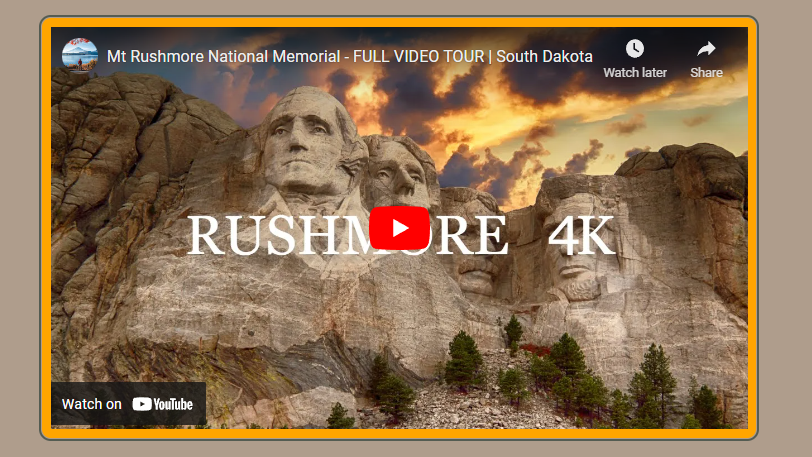 Mt Rushmore National Memorial - FULL VIDEO TOUR | South Dakota
Watch later
Share
RUSHMORE 4K
Watch on YouTube